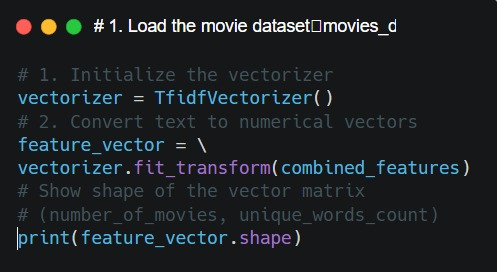 # 1. Load the movie dataset□movies_d
# 1. Initialize the vectorizer
vectorizer = TfidfVectorizer()
# 2. Convert text to numerical vectors
feature_vector = \
vectorizer.fit_transform(combined_features)
# Show shape of the vector matrix
# (number_of_movies, unique_words_count)
print(feature_vector.shape)